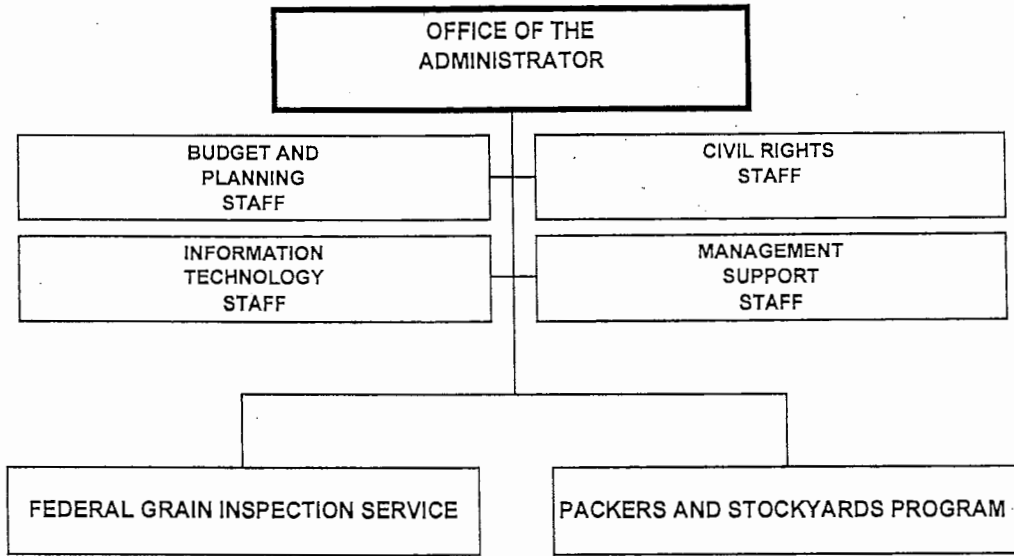 OFFICE OF THE
ADMINISTRATOR
BUDGET AND
PLANNING
STAFF
CIVIL RIGHTS
STAFF
INFORMATION
TECHNOLOGY
STAFF
MANAGEMENT
SUPPORT
STAFF
FEDERAL GRAIN INSPECTION SERVICE
PACKERS AND STOCKYARDS PROGRAM